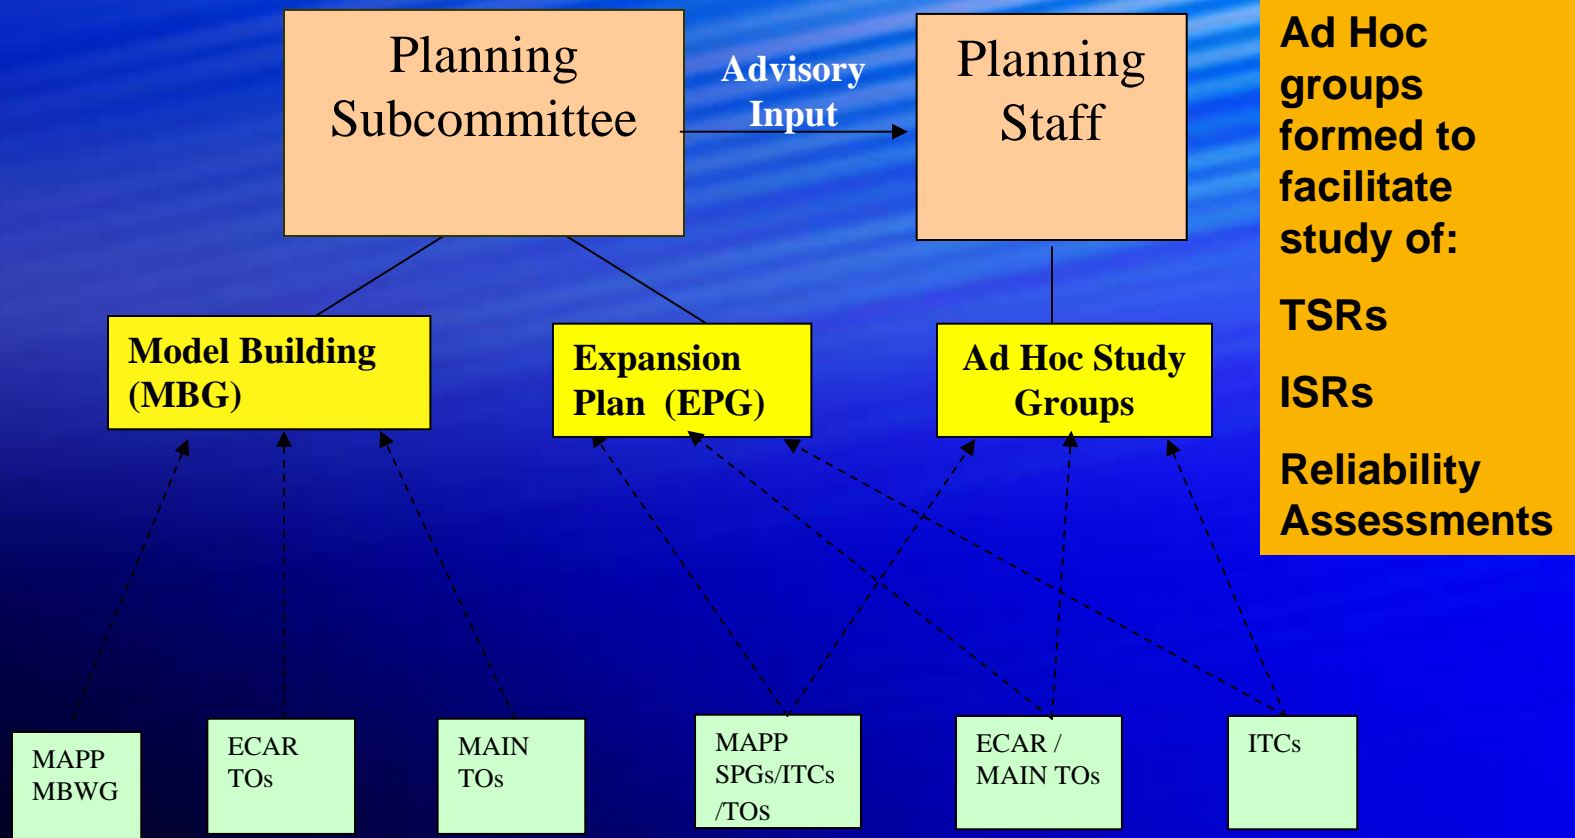 Planning
Subcommittee
Advisory
Input
Planning
Staff
Ad Hoc
groups
formed to
facilitate
study of:
TSRs
ISRs
Reliability
Assessments
Model Building
(MBG)
Expansion
Plan (EPG)
Ad Hoc Study
Groups
MAPP
MBWG
ECAR
TOs
MAIN
TOs
MAPP
SPGs/ITCs
/TOs
ECAR /
MAIN TOs
ITCs